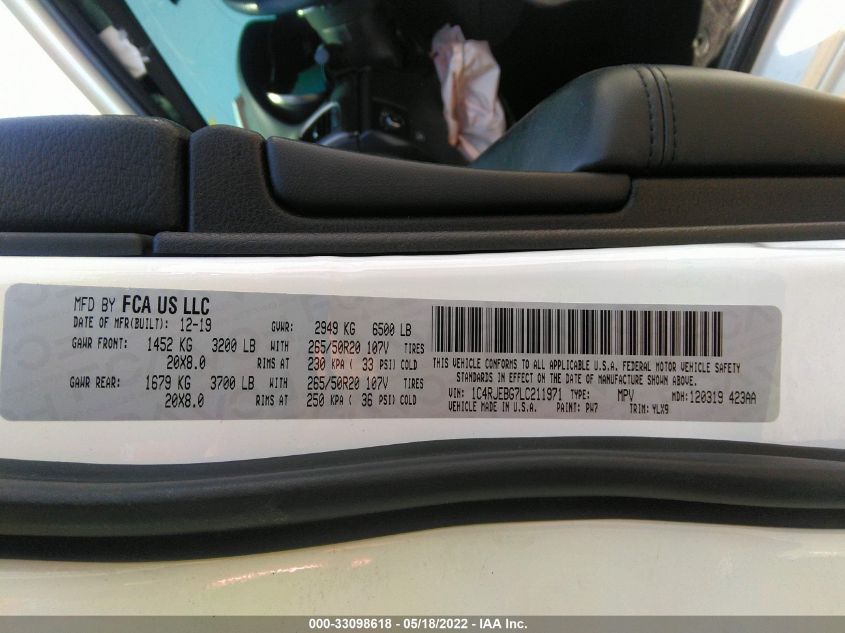 MFD BY FCA US LLC
DATE OF MFR(BUILT): 12-19 GVWR: 2949 KG 6500 LB
GAWR FRONT: 1452 KG 3200 LB WITH 265/50R20 107V TIRES
20X8.0 RIMS AT 230 KPA ( 33 PSI) COLD
GAWR REAR: 1679 KG 3700 LB WITH 265/50R20 107V TIRES
20X8.0 RIMS AT 250 KPA ( 36 PSI) COLD
THIS VEHICLE CONFORMS TO ALL APPLICABLE U.S.A. FEDERAL MOTOR VEHICLE SAFETY
STANDARDS IN EFFECT ON THE DATE OF MANUFACTURE SHOWN ABOVE.
VIN: 1C4RJEBG7LC211971 TYPE: MPV MDH: 120319 423AA
VEHICLE MADE IN U.S.A. PAINT: PW7 TRIM: YLX9
000-33098618 - 05/18/2022 - IAA Inc.